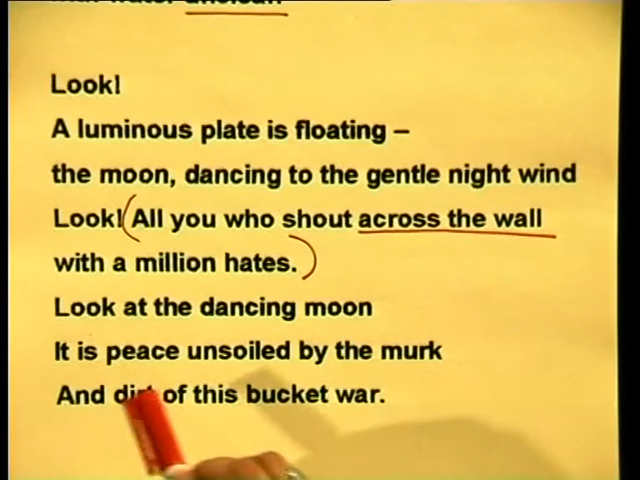 Look!
A luminous plate is floating –
the moon, dancing to the gentle night wind
Look! All you who shout across the wall
with a million hates.
Look at the dancing moon
It is peace unsoiled by the murk
And dirt of this bucket war.